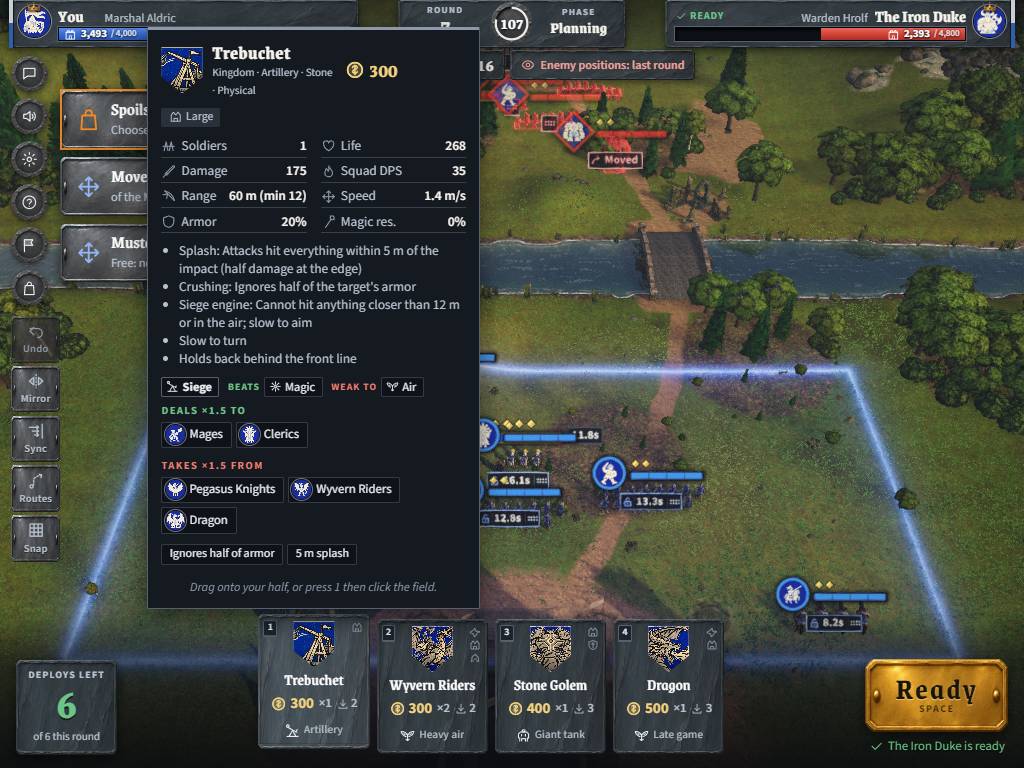 You Marshal Aldric
3,493 / 4,000
ROUND
107
PHASE
Planning
READY
Warden Hrolf The Iron Duke
2,393 / 4,800
16
Enemy positions: last round
Trebuchet
Kingdom · Artillery · Stone
· Physical
300
Large
Soldiers 1
Life 268
Damage 175
Squad DPS 35
Range 60 m (min 12)
Speed 1.4 m/s
Armor 20%
Magic res. 0%
• Splash: Attacks hit everything within 5 m of the
impact (half damage at the edge)
• Crushing: Ignores half of the target's armor
• Siege engine: Cannot hit anything closer than 12 m
or in the air; slow to aim
• Slow to turn
• Holds back behind the front line
Siege BEATS Magic WEAK TO Air
DEALS ×1.5 TO
Mages Clerics
TAKES ×1.5 FROM
Pegasus Knights Wyvern Riders
Dragon
Ignores half of armor 5 m splash
Drag onto your half, or press 1 then click the field.
Spoils
Choose
Move
of the
Must
Free:
Undo
Mirror
Sync
Routes
Snap
Moved
1.8s
6.1s
12.8s
13.3s
8.2s
DEPLOYS LEFT
6
of 6 this round
1
Trebuchet
300 ×1 2
Artillery
2
Wyvern Riders
300 ×2 2
Heavy air
3
Stone Golem
400 ×1 3
Giant tank
4
Dragon
500 ×1 3
Late game
Ready
SPACE
The Iron Duke is ready